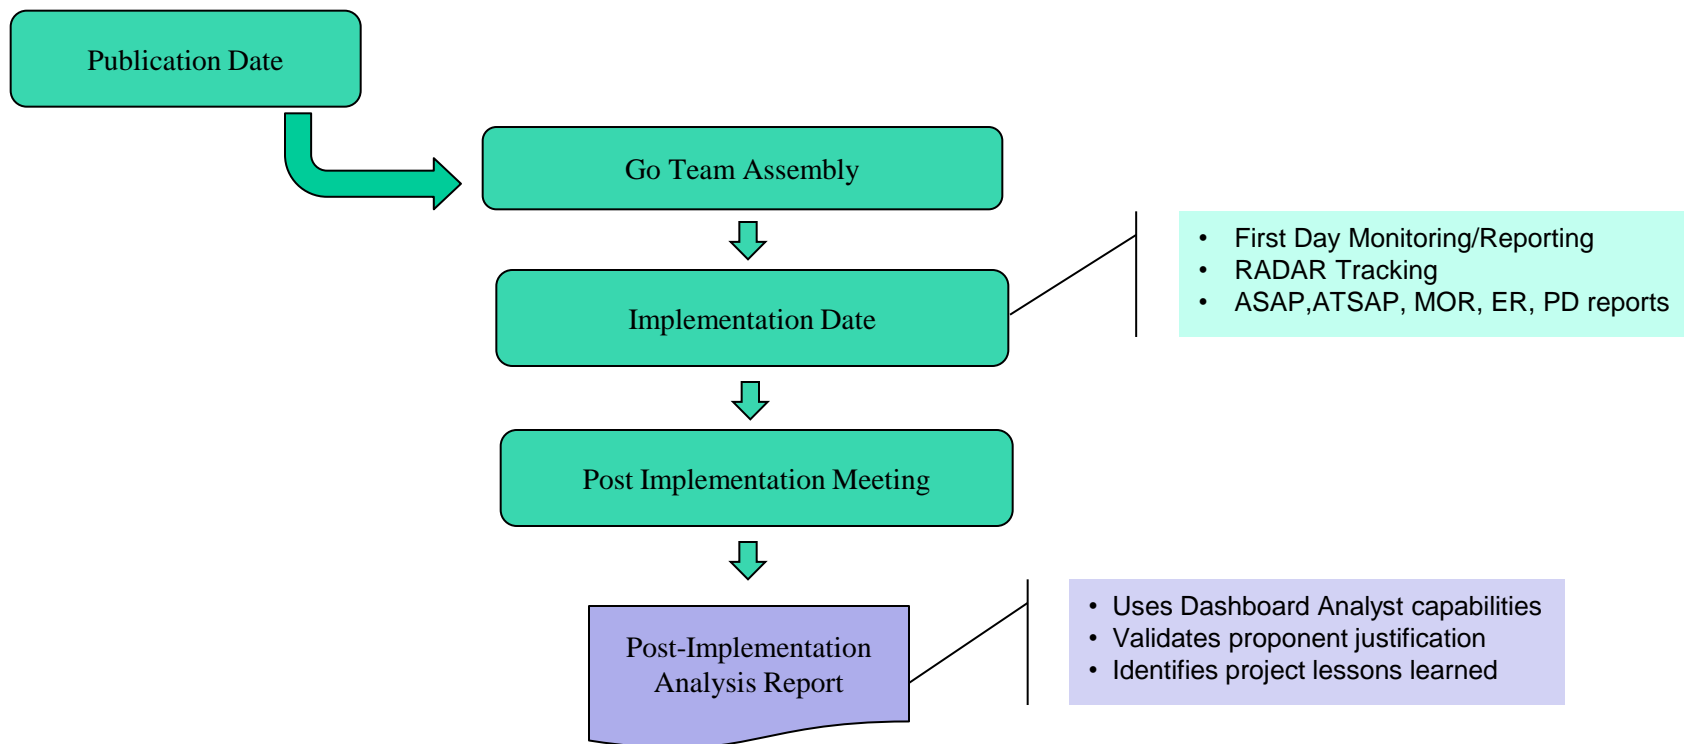 Publication Date
Go Team Assembly
• First Day Monitoring/Reporting
• RADAR Tracking
• ASAP,ATSAP, MOR, ER, PD reports
Implementation Date
Post Implementation Meeting
• Uses Dashboard Analyst capabilities
• Validates proponent justification
• Identifies project lessons learned
Post-Implementation
Analysis Report